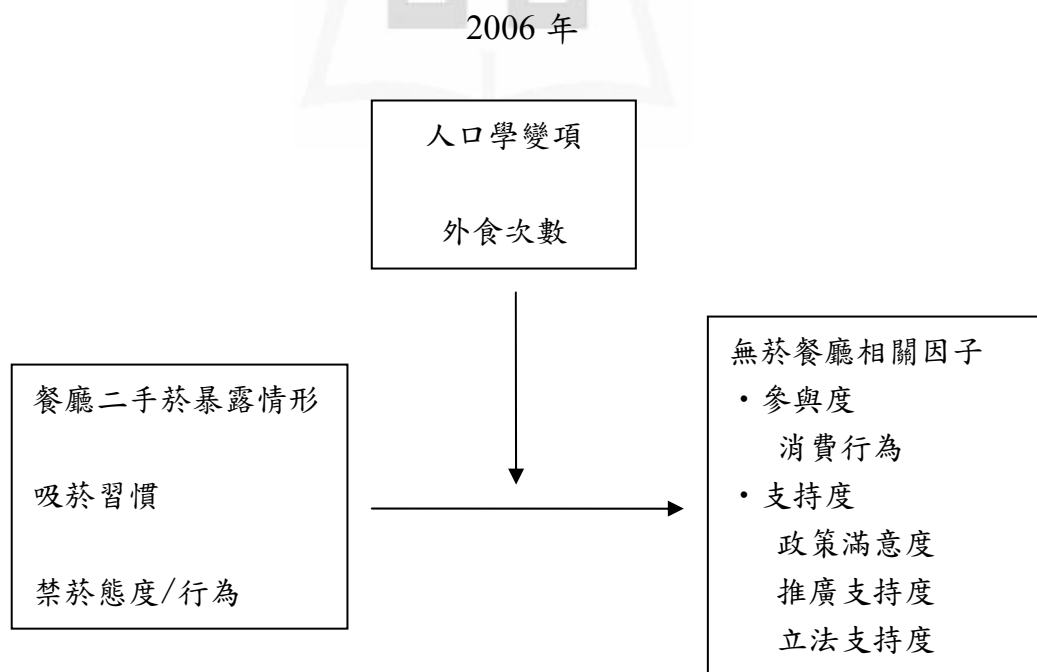 2006 年
人口學變項
外食次數
餐廳二手菸暴露情形
吸菸習慣
禁菸態度/行為
無菸餐廳相關因子
・參與度
消費行為
・支持度
政策滿意度
推廣支持度
立法支持度